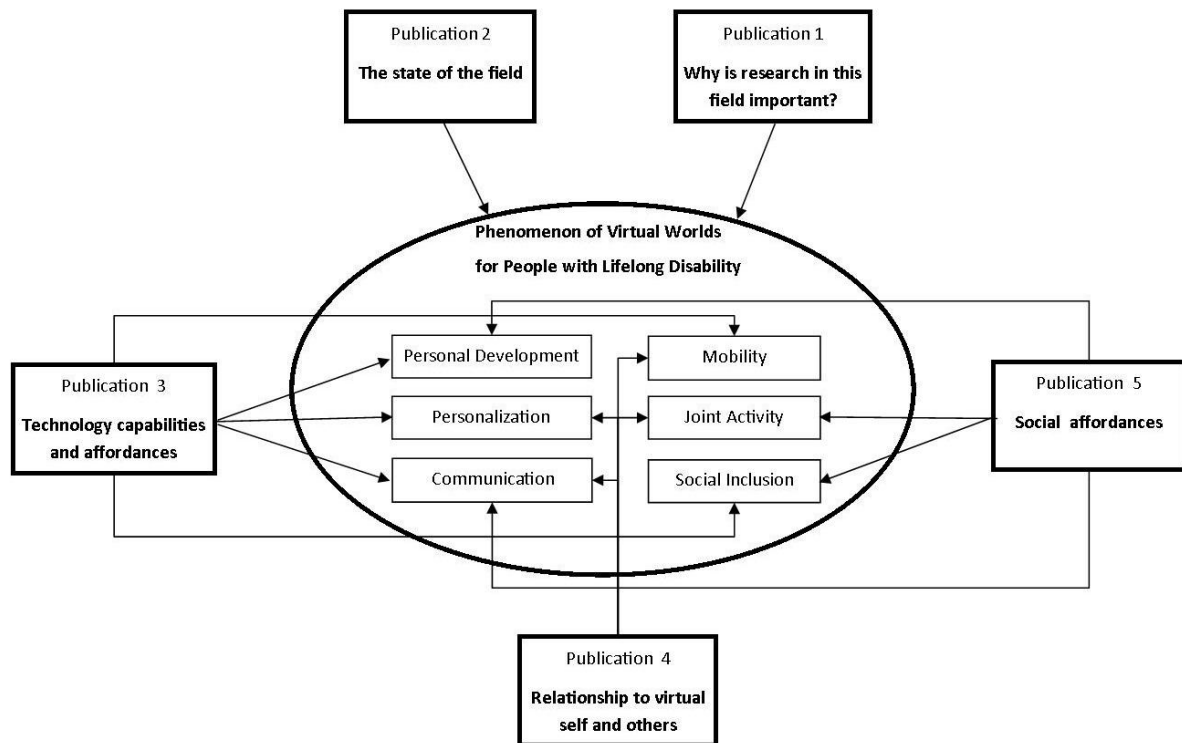 Publication 2
The state of the field
Publication 1
Why is research in this
field important?
Phenomenon of Virtual Worlds
for People with Lifelong Disability
Publication 3
Technology capabilities
and affordances
Personal Development
Mobility
Personalization
Joint Activity
Communication
Social Inclusion
Publication 5
Social affordances
Publication 4
Relationship to virtual
self and others